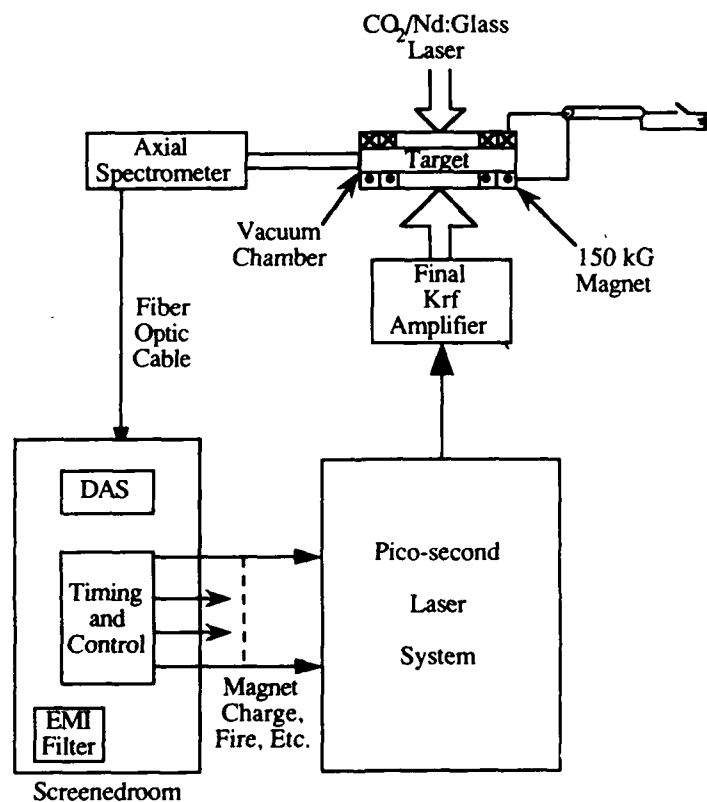 CO2/Nd:Glass
Laser
Axial
Spectrometer
Target
Vacuum
Chamber
150 kG
Magnet
Final
Krf
Amplifier
Fiber
Optic
Cable
DAS
Timing
and
Control
Pico-second
Laser
System
Magnet
Charge,
Fire, Etc.
EMI
Filter
Screenedroom